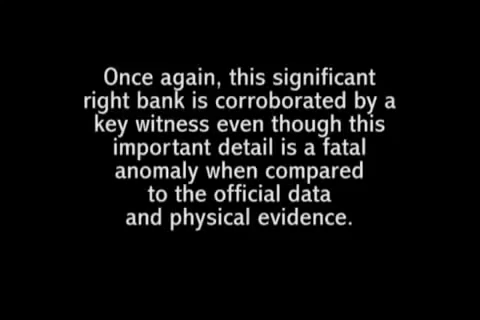 Once again, this significant
right bank is corroborated by a
key witness even though this
important detail is a fatal
anomaly when compared
to the official data
and physical evidence.